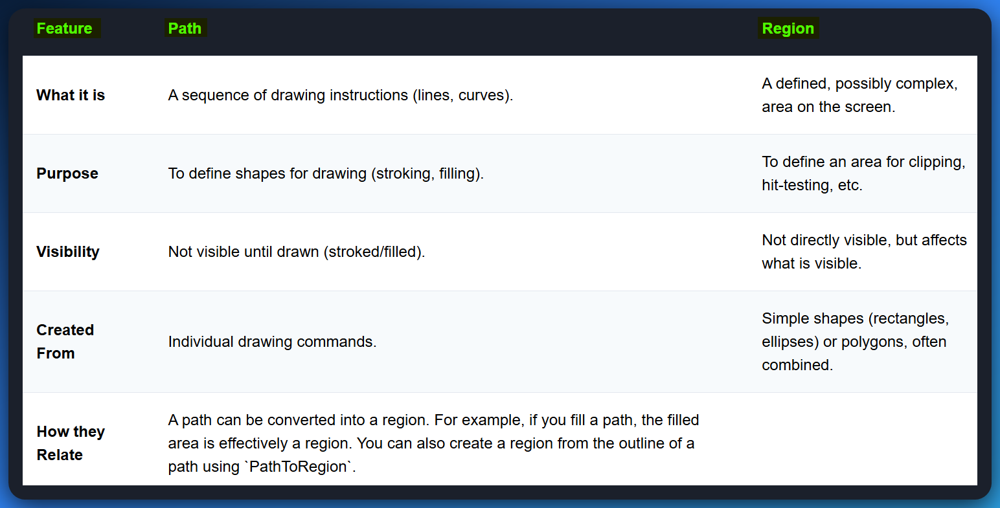 Feature Path Region
What it is
A sequence of drawing instructions (lines, curves).
A defined, possibly complex,
area on the screen.
Purpose
To define shapes for drawing (stroking, filling).
To define an area for clipping,
hit-testing, etc.
Visibility
Not visible until drawn (stroked/filled).
Not directly visible, but affects
what is visible.
Created
From
Individual drawing commands.
Simple shapes (rectangles,
ellipses) or polygons, often
combined.
How they
Relate
A path can be converted into a region. For example, if you fill a path, the filled
area is effectively a region. You can also create a region from the outline of a
path using `PathToRegion`.